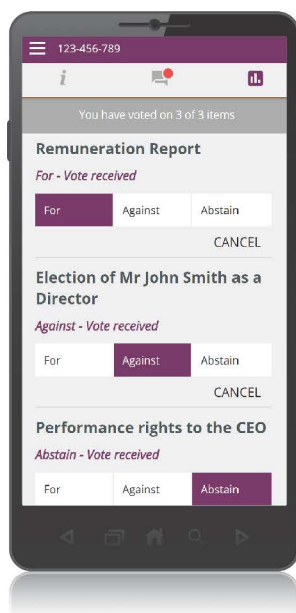 123-456-789
i
You have voted on 3 of 3 items
Remuneration Report
For - Vote received
For Against Abstain
CANCEL
Election of Mr John Smith as a
Director
Against - Vote received
For Against Abstain
CANCEL
Performance rights to the CEO
Abstain - Vote received
For Against Abstain